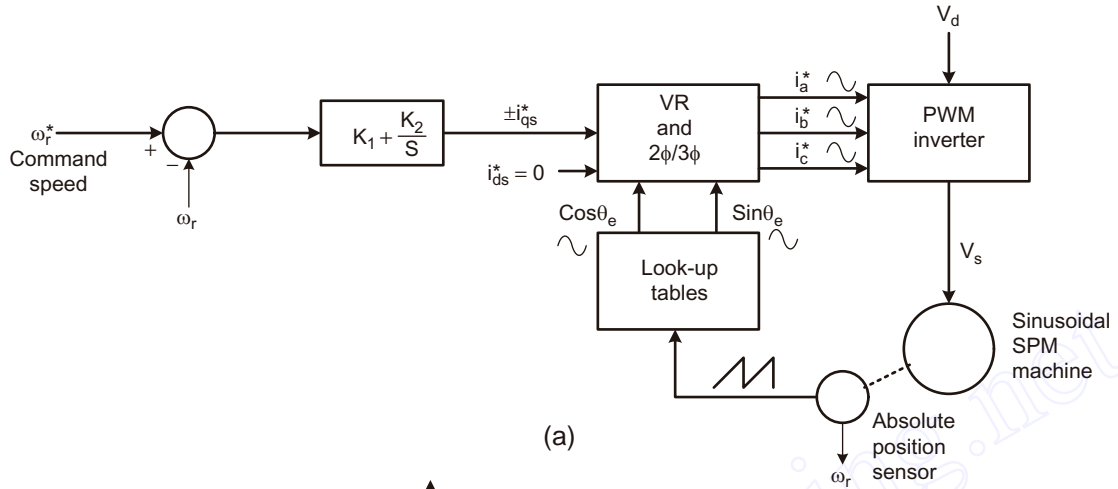 V_d
i_a^*
VR
and
2ϕ/3ϕ
PWM
inverter
ω_r^*
Command
speed
+
−
K_1 + K_2/S
±i_qs^*
i_b^*
i_ds^* = 0
i_c^*
ω_r
Cosθ_e
Sinθ_e
Look-up
tables
V_s
Sinusoidal
SPM
machine
(a)
Absolute
position
sensor
ω_r